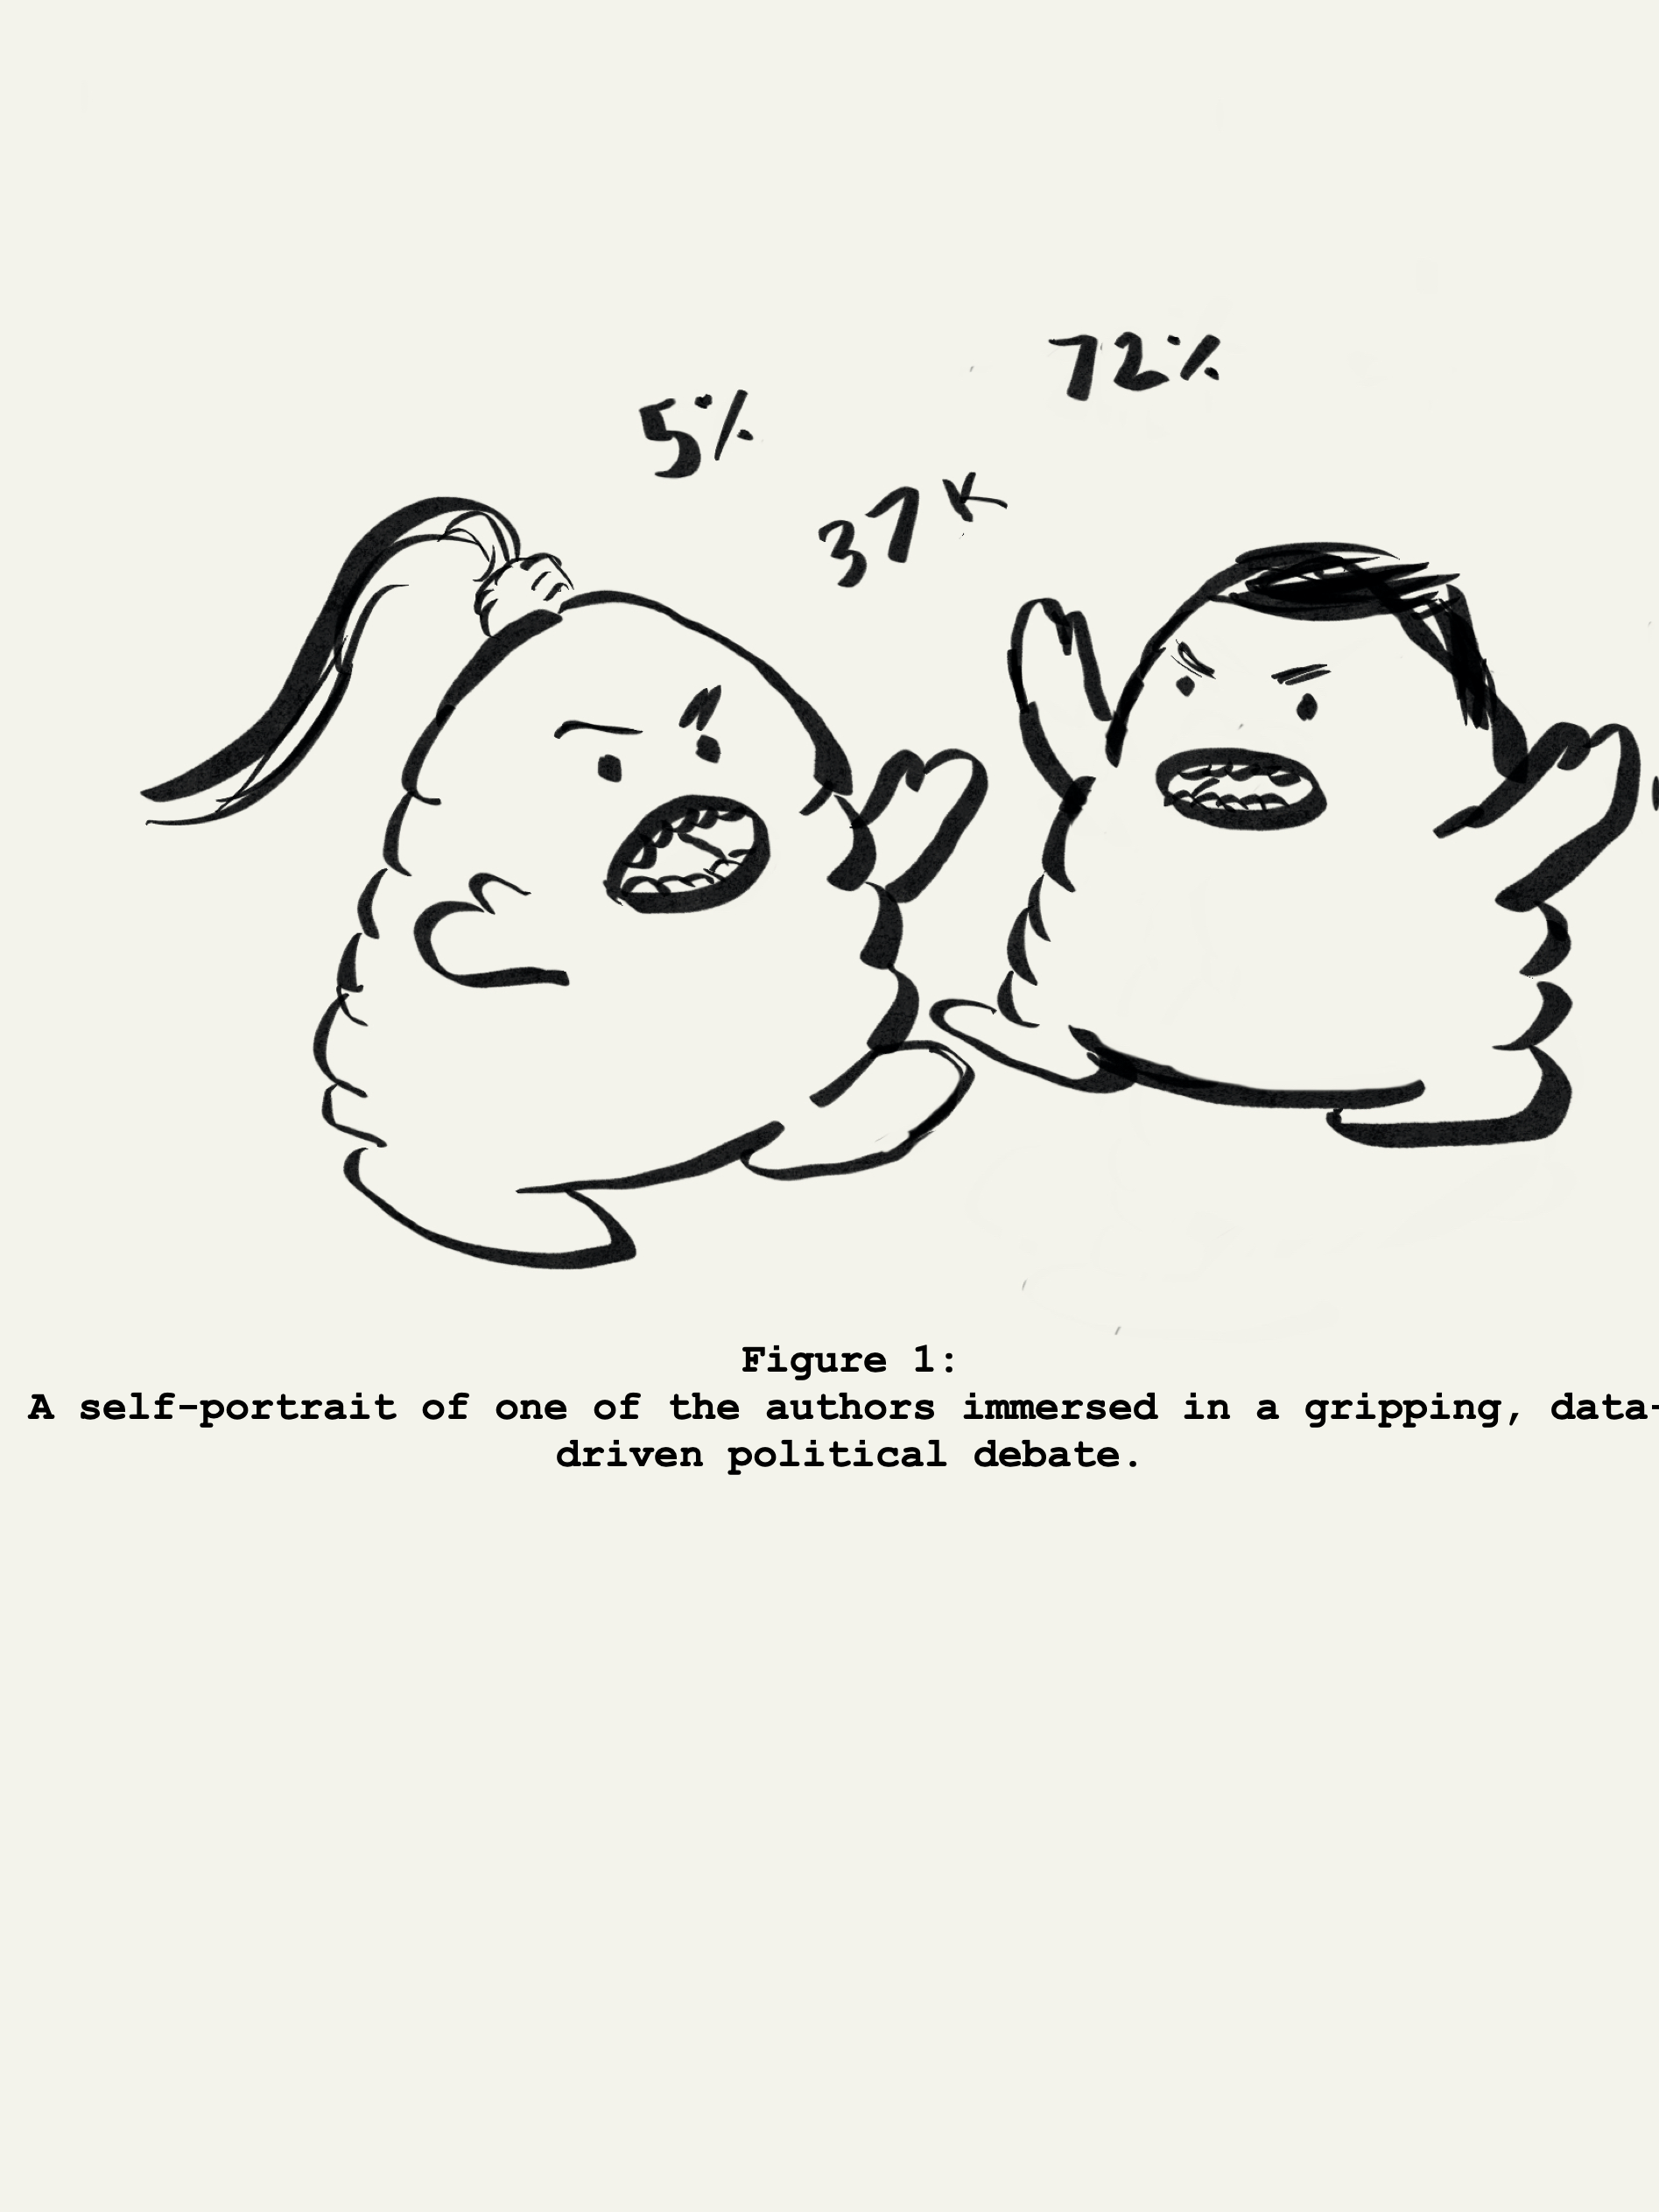 72%
5%
37K
Figure 1:
A self-portrait of one of the authors immersed in a gripping, data-
driven political debate.